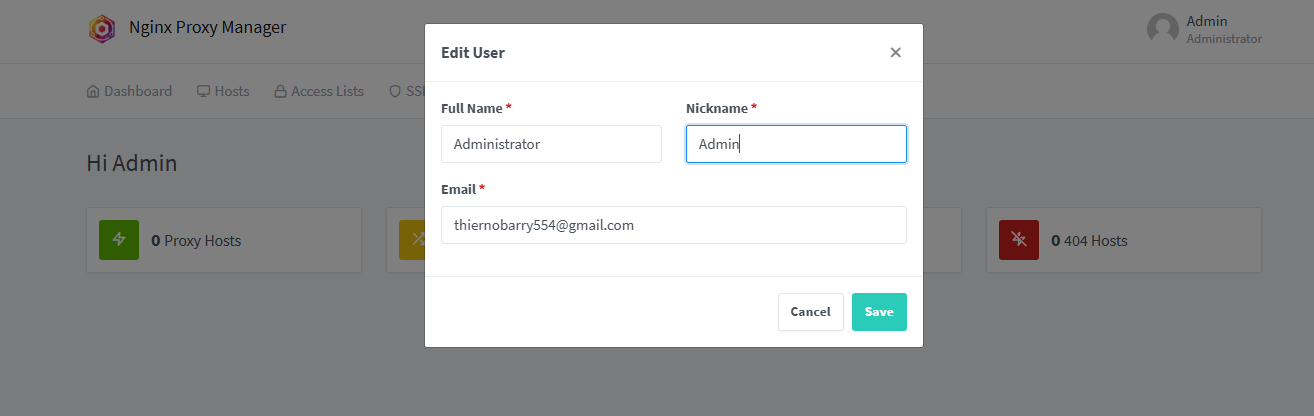 Nginx Proxy Manager
Admin
Administrator
Dashboard Hosts Access Lists
Hi Admin
0 Proxy Hosts
0 404 Hosts
Edit User ×
Full Name * Nickname *
Administrator Admin
Email *
thiernobarry554@gmail.com
Cancel Save